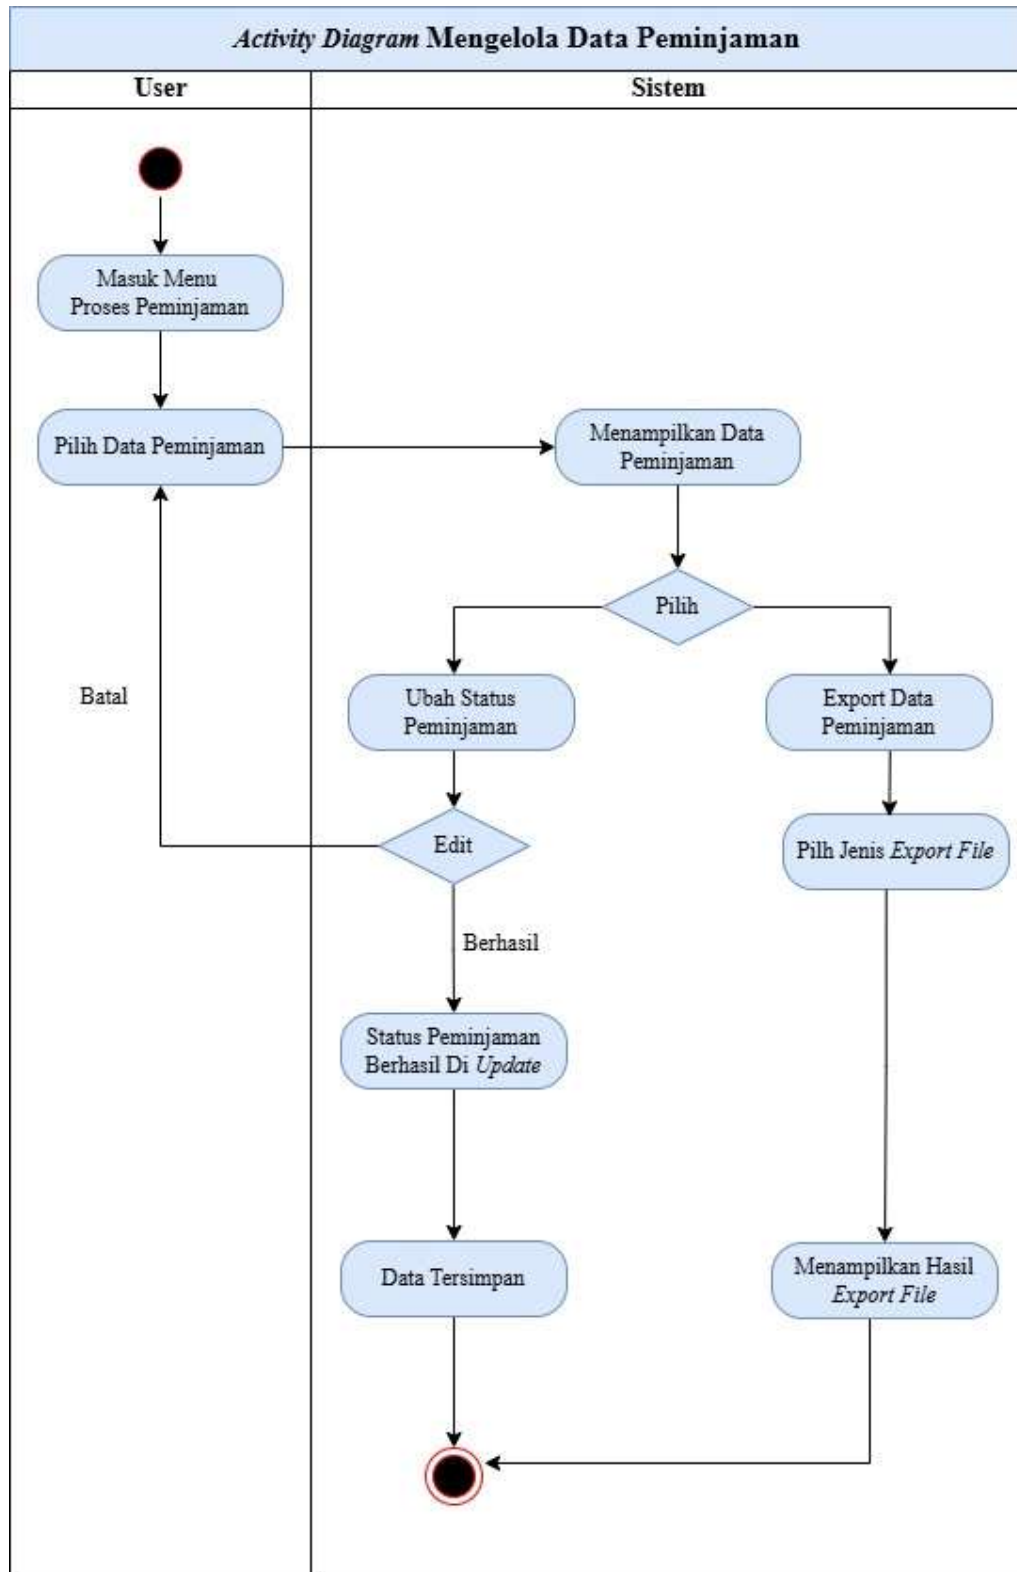 Activity Diagram Mengelola Data Peminjaman
User
Sistem
Masuk Menu
Proses Peminjaman
Pilih Data Peminjaman
Menampilkan Data
Peminjaman
Pilih
Batal
Ubah Status
Peminjaman
Export Data
Peminjaman
Edit
Pilh Jenis Export File
Berhasil
Status Peminjaman
Berhasil Di Update
Data Tersimpan
Menampilkan Hasil
Export File